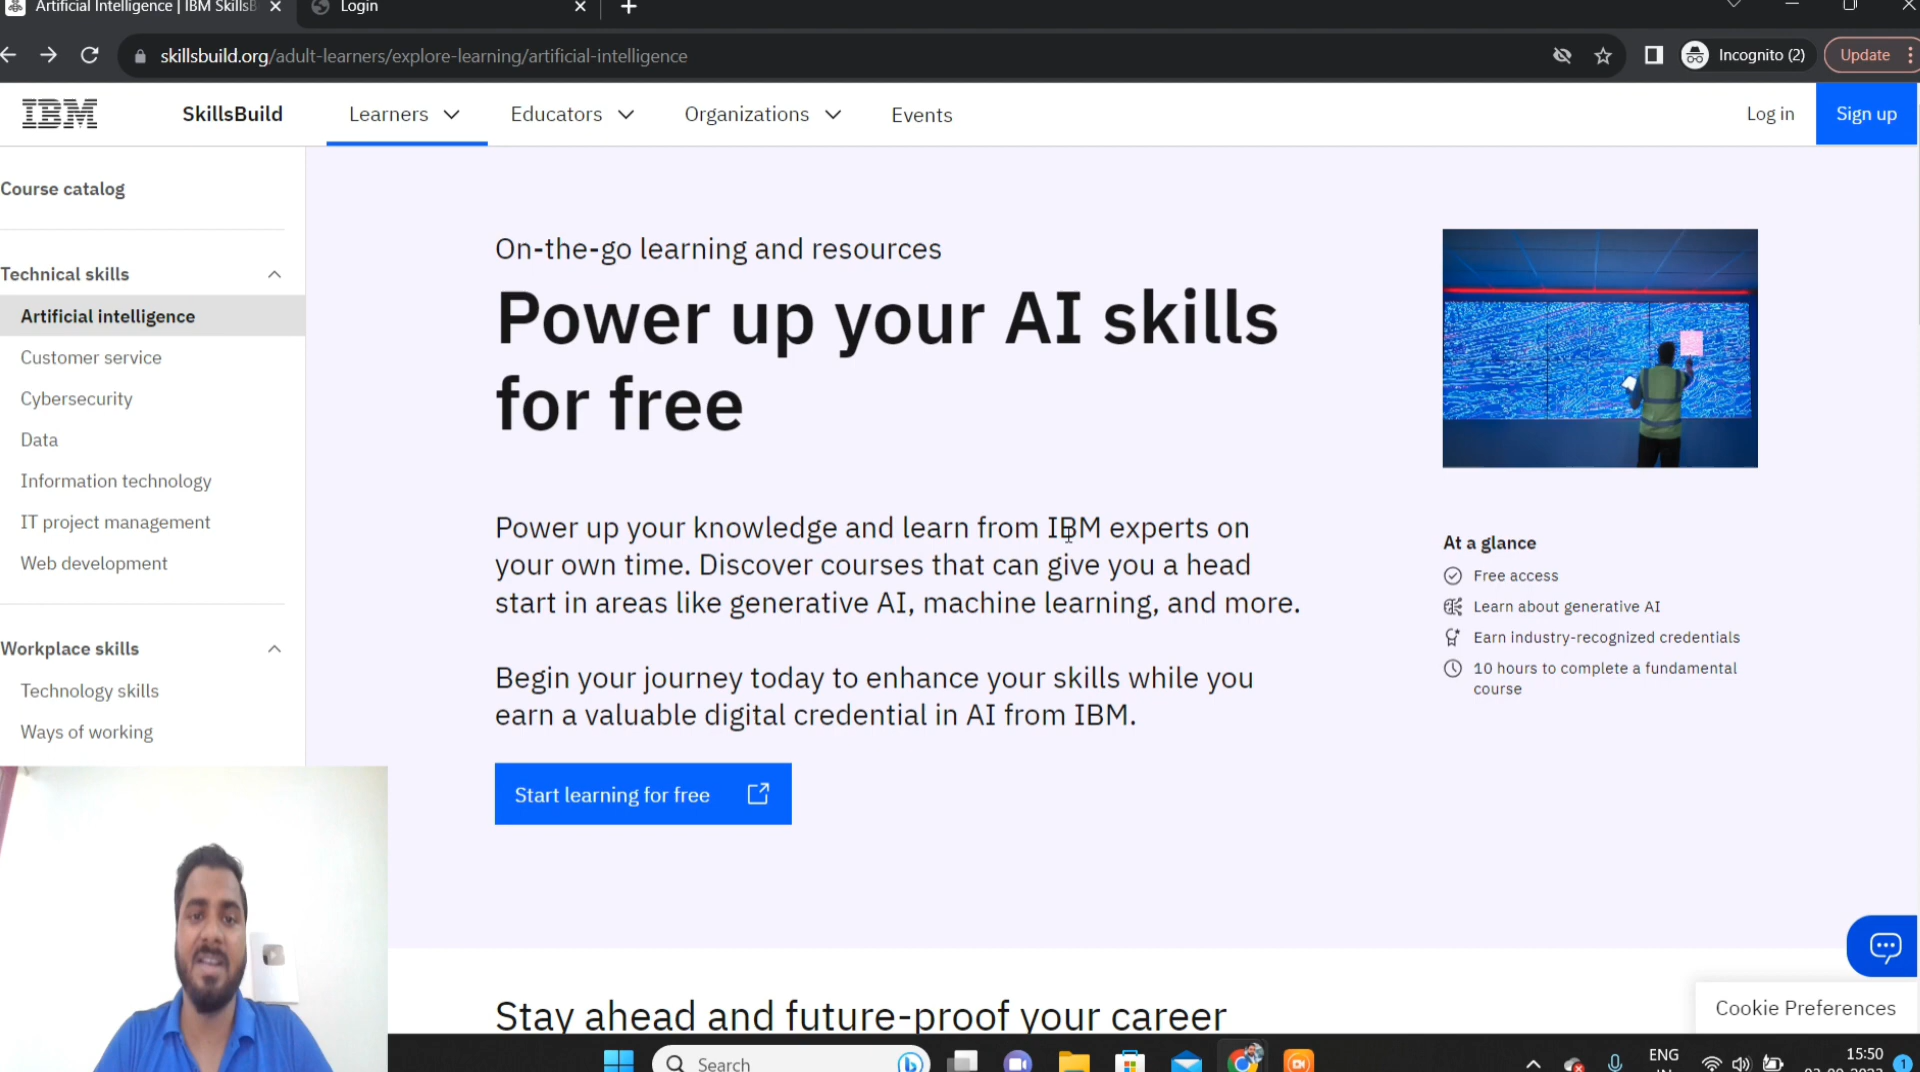 Artificial Intelligence | IBM SkillsB
Login
skillsbuild.org/adult-learners/explore-learning/artificial-intelligence
Incognito (2)
Update
IBM
SkillsBuild
Learners
Educators
Organizations
Events
Log in
Sign up
Course catalog
Technical skills
Artificial intelligence
Customer service
Cybersecurity
Data
Information technology
IT project management
Web development
Workplace skills
Technology skills
Ways of working
On-the-go learning and resources
Power up your AI skills
for free
Power up your knowledge and learn from IBM experts on
your own time. Discover courses that can give you a head
start in areas like generative AI, machine learning, and more.
Begin your journey today to enhance your skills while you
earn a valuable digital credential in AI from IBM.
Start learning for free
At a glance
Free access
Learn about generative AI
Earn industry-recognized credentials
10 hours to complete a fundamental
course
Stay ahead and future-proof your career
Cookie Preferences
Search
ENG
15:50
1